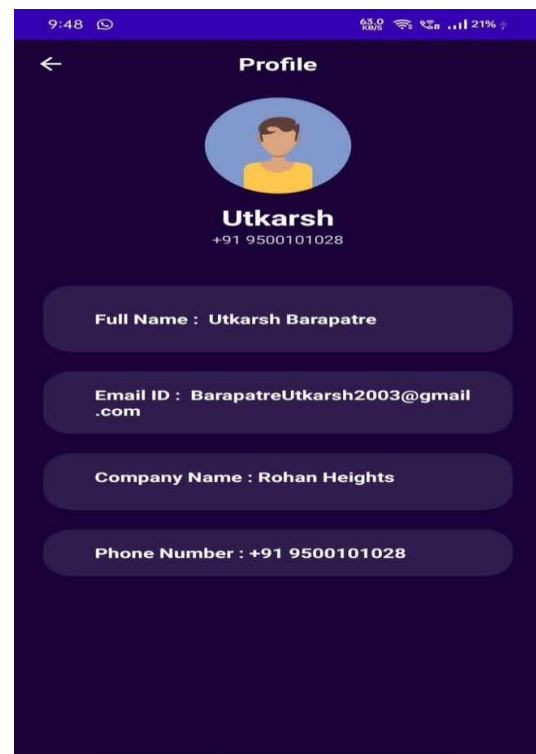 9:48 63.0 KB/S 21%
Profile
Utkarsh
+91 9500101028
Full Name : Utkarsh Barapatre
Email ID : BarapatreUtkarsh2003@gmail
.com
Company Name : Rohan Heights
Phone Number : +91 9500101028